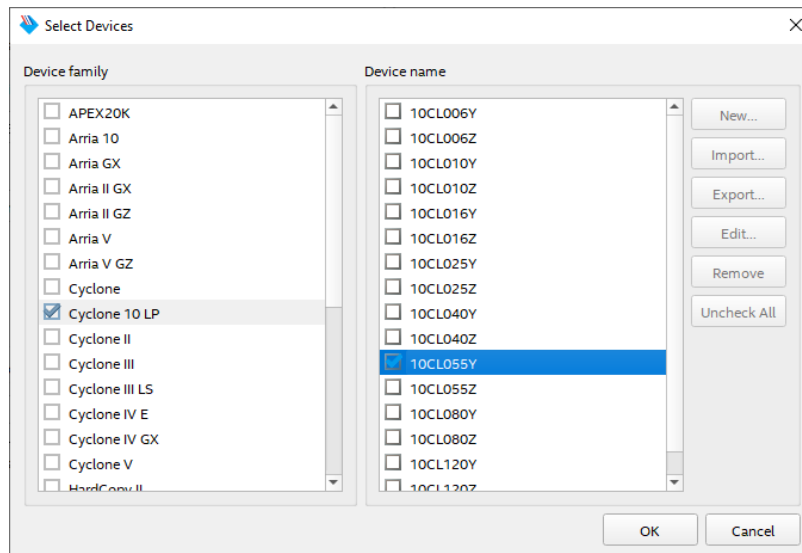 Select Devices
Device family
APEX20K
Arria 10
Arria GX
Arria II GX
Arria II GZ
Arria V
Arria V GZ
Cyclone
Cyclone 10 LP
Cyclone II
Cyclone III
Cyclone III LS
Cyclone IV E
Cyclone IV GX
Cyclone V
HardCopy II
Device name
10CL006Y
10CL006Z
10CL010Y
10CL010Z
10CL016Y
10CL016Z
10CL025Y
10CL025Z
10CL040Y
10CL040Z
10CL055Y
10CL055Z
10CL080Y
10CL080Z
10CL120Y
10CL120Z
New...
Import...
Export...
Edit...
Remove
Uncheck All
OK
Cancel